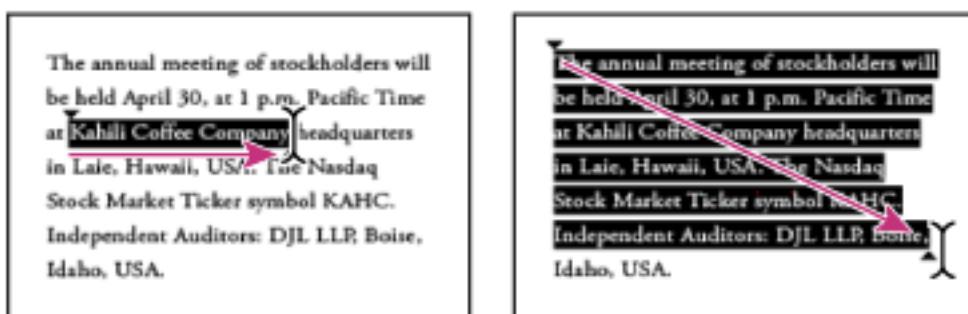 The annual meeting of stockholders will
be held April 30, at 1 p.m. Pacific Time
at Kahili Coffee Company headquarters
in Laie, Hawaii, USA. The Nasdaq
Stock Market Ticker symbol KAHC.
Independent Auditors: DJL LLP, Boise,
Idaho, USA.
The annual meeting of stockholders will
be held April 30, at 1 p.m. Pacific Time
at Kahili Coffee Company headquarters
in Laie, Hawaii, USA. The Nasdaq
Stock Market Ticker symbol KAHC.
Independent Auditors: DJL LLP, Boise,
Idaho, USA.